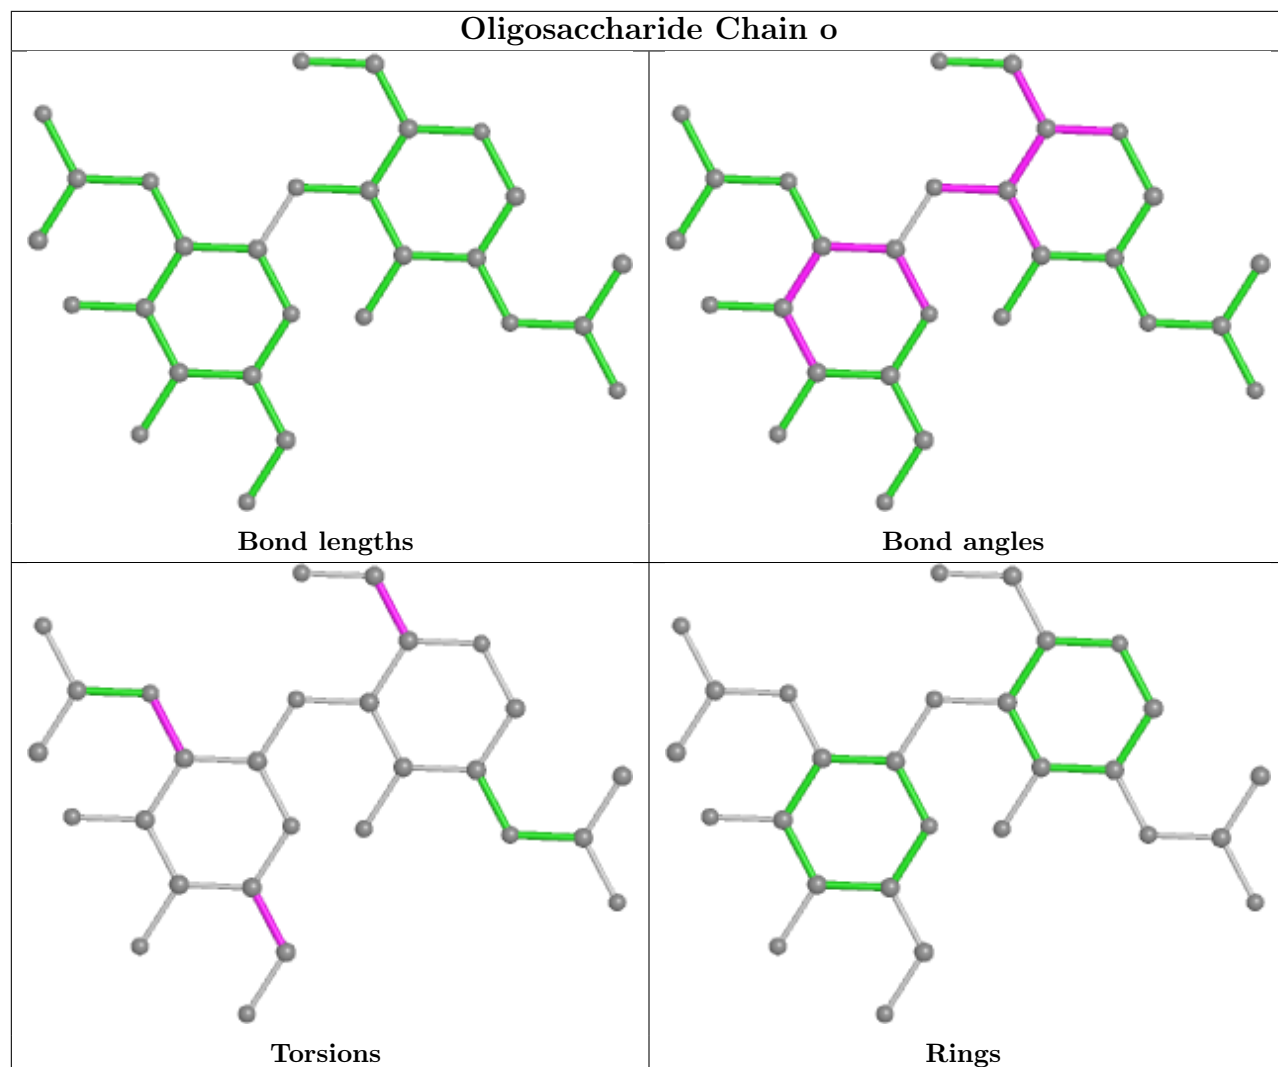 Oligosaccharide Chain o
Bond lengths
Bond angles
Torsions
Rings